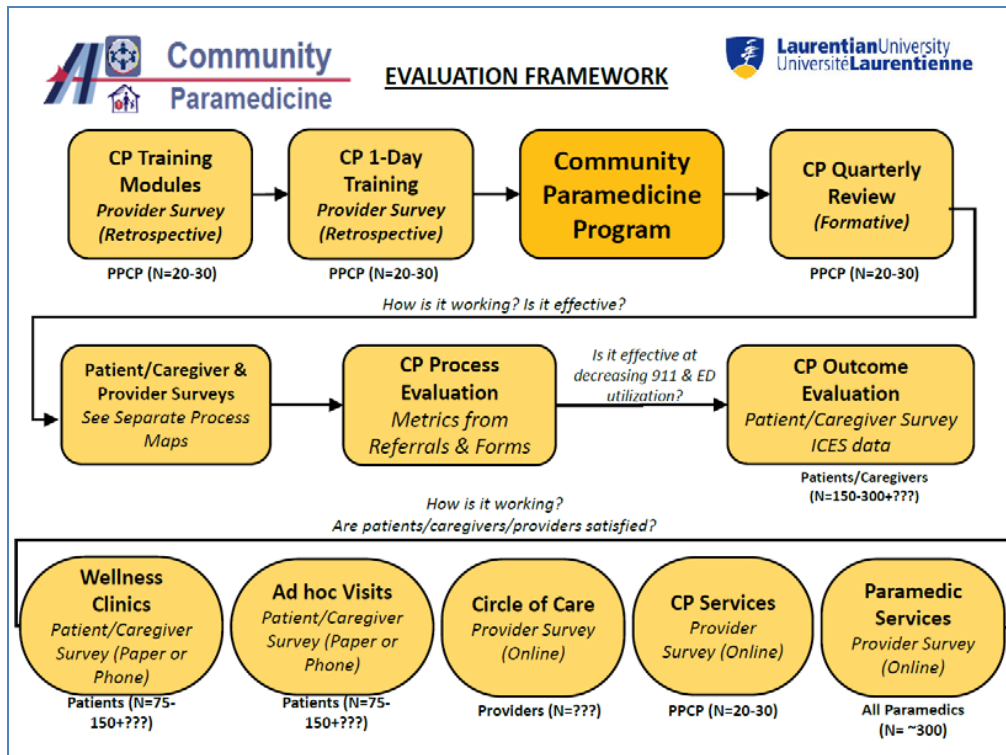 Community
Paramedicine
EVALUATION FRAMEWORK
LaurentianUniversity
UniversitéLaurentienne
CP Training
Modules
Provider Survey
(Retrospective)
PPCP (N=20-30)
CP 1-Day
Training
Provider Survey
(Retrospective)
PPCP (N=20-30)
Community
Paramedicine
Program
CP Quarterly
Review
(Formative)
PPCP (N=20-30)
How is it working? Is it effective?
Patient/Caregiver &
Provider Surveys
See Separate Process
Maps
CP Process
Evaluation
Metrics from
Referrals & Forms
Is it effective at
decreasing 911 & ED
utilization?
CP Outcome
Evaluation
Patient/Caregiver Survey
ICES data
Patients/Caregivers
(N=150-300+???)
How is it working?
Are patients/caregivers/providers satisfied?
Wellness
Clinics
Patient/Caregiver
Survey (Paper or
Phone)
Patients (N=75-
150+???)
Ad hoc Visits
Patient/Caregiver
Survey (Paper or
Phone)
Patients (N=75-
150+???)
Circle of Care
Provider Survey
(Online)
Providers (N=???)
CP Services
Provider
Survey (Online)
PPCP (N=20-30)
Paramedic
Services
Provider Survey
(Online)
All Paramedics
(N= ~300)